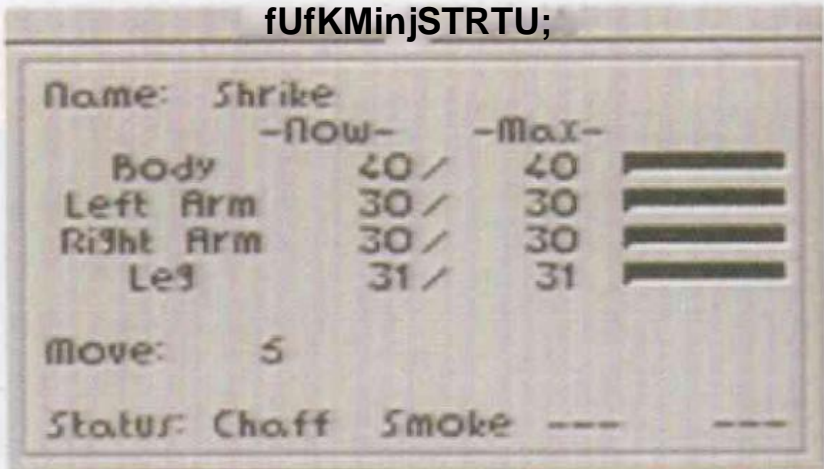 fUfKMinjSTRTU;
Name: Shrike
-Now- -Max-
Body 40/ 40
Left Arm 30/ 30
Right Arm 30/ 30
Leg 31/ 31
Move: 5
Status: Chaff Smoke --- ---